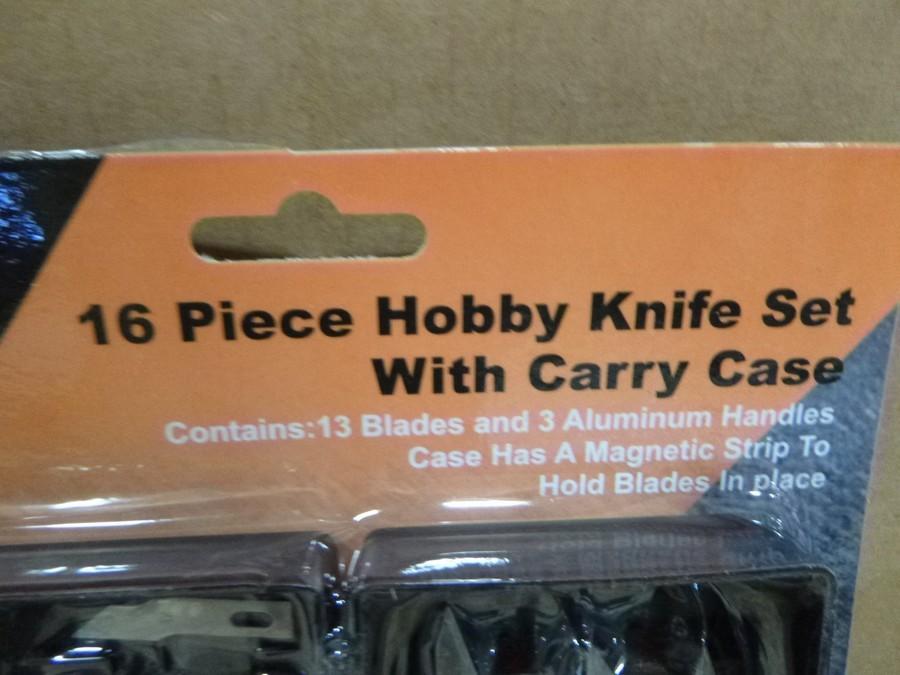 16 Piece Hobby Knife Set
With Carry Case
Contains:13 Blades and 3 Aluminum Handles
Case Has A Magnetic Strip To
Hold Blades In place